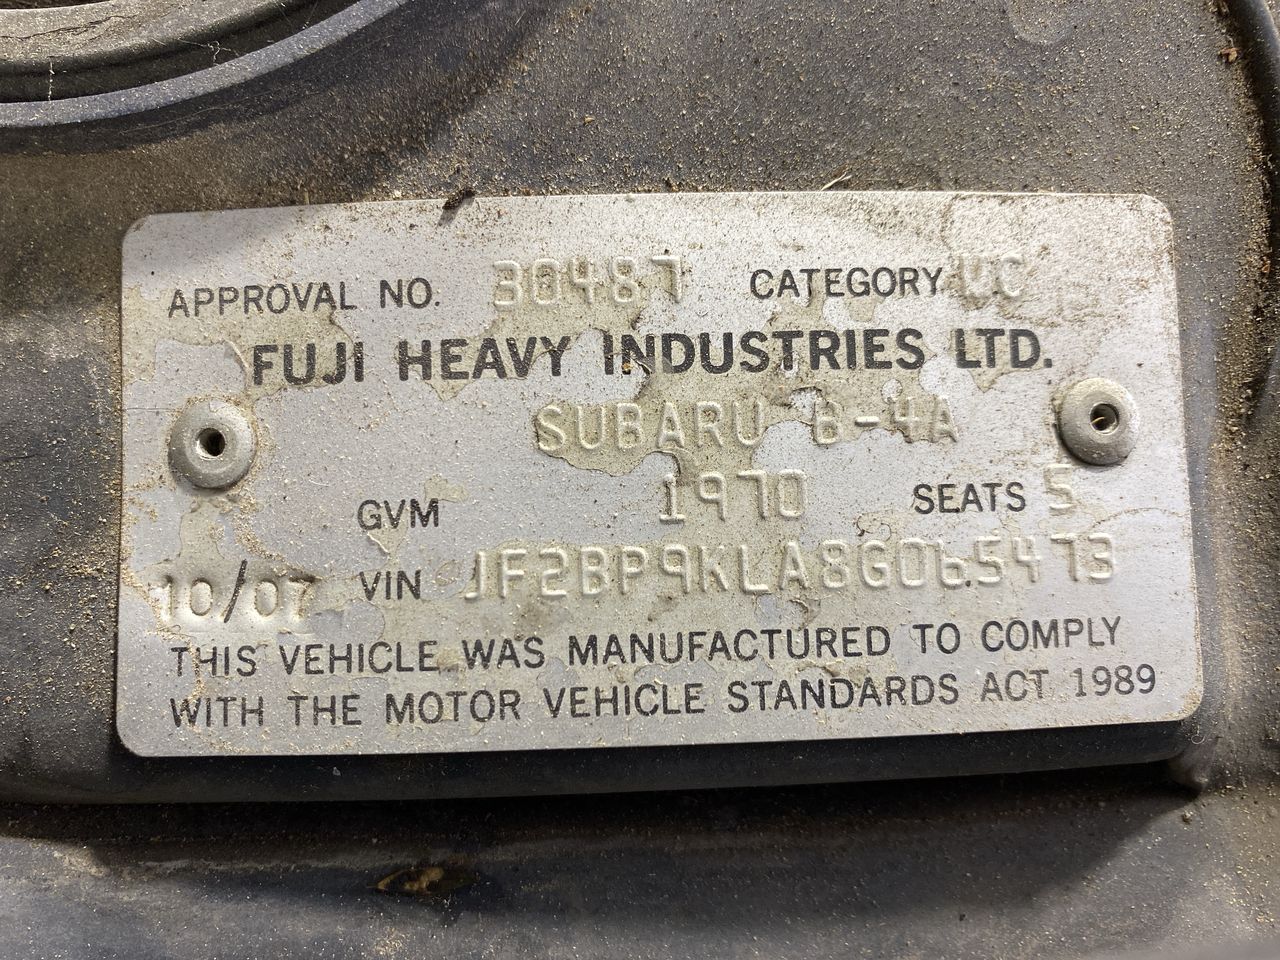 APPROVAL NO. 30487 CATEGORY MC
FUJI HEAVY INDUSTRIES LTD.
SUBARU B-4A
GVM 1970 SEATS 5
10/07 VIN JF2BP9KLA8G065473
THIS VEHICLE WAS MANUFACTURED TO COMPLY
WITH THE MOTOR VEHICLE STANDARDS ACT 1989